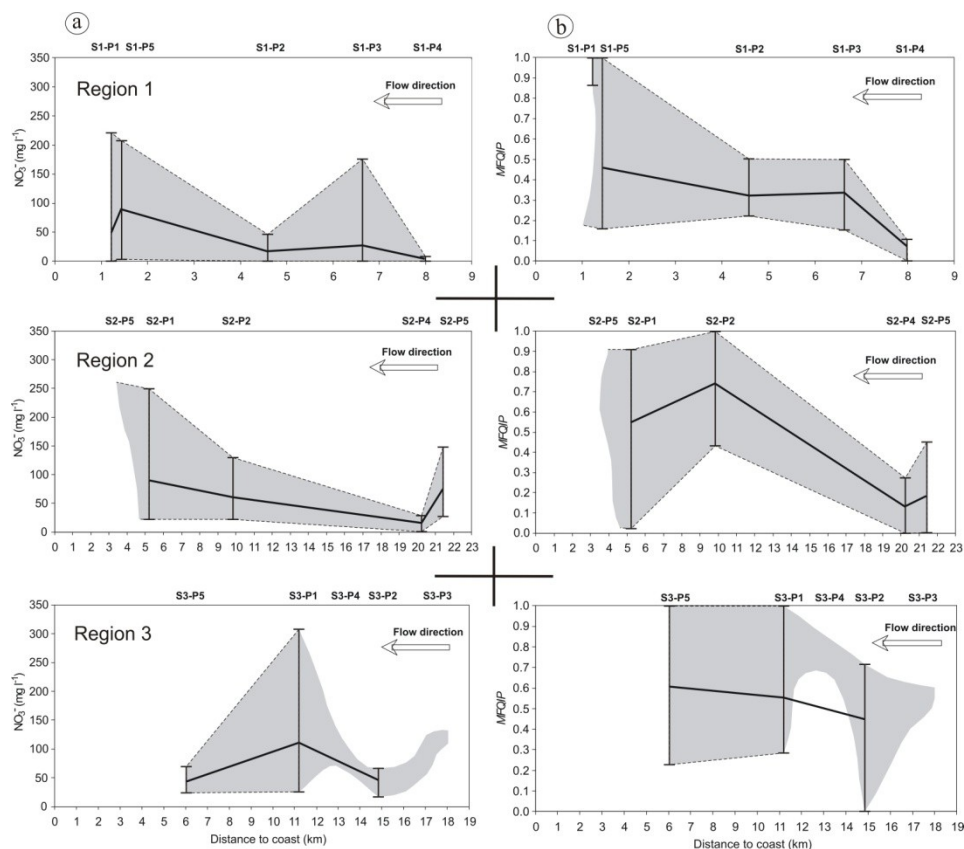 a
b
S1-P1 S1-P5 S1-P2 S1-P3 S1-P4
350
300
250
200
150
100
50
0
NO₃⁻ (mg l⁻¹)
Region 1
Flow direction
0 1 2 3 4 5 6 7 8 9
S1-P1 S1-P5 S1-P2 S1-P3 S1-P4
1.0
0.9
0.8
0.7
0.6
0.5
0.4
0.3
0.2
0.1
0.0
MFQIP
Flow direction
0 1 2 3 4 5 6 7 8 9
S2-P5 S2-P1 S2-P2 S2-P4 S2-P5
350
300
250
200
150
100
50
0
NO₃⁻ (mg l⁻¹)
Region 2
Flow direction
0 1 2 3 4 5 6 7 8 9 10 11 12 13 14 15 16 17 18 19 20 21 22 23
S2-P5 S2-P1 S2-P2 S2-P4 S2-P5
1.0
0.9
0.8
0.7
0.6
0.5
0.4
0.3
0.2
0.1
0.0
MFQIP
Flow direction
0 1 2 3 4 5 6 7 8 9 10 11 12 13 14 15 16 17 18 19 20 21 22 23
S3-P5 S3-P1 S3-P4 S3-P2 S3-P3
350
300
250
200
150
100
50
0
NO₃⁻ (mg l⁻¹)
Region 3
Flow direction
0 1 2 3 4 5 6 7 8 9 10 11 12 13 14 15 16 17 18 19
Distance to coast (km)
S3-P5 S3-P1 S3-P4 S3-P2 S3-P3
1.0
0.9
0.8
0.7
0.6
0.5
0.4
0.3
0.2
0.1
0.0
MFQIP
Flow direction
0 1 2 3 4 5 6 7 8 9 10 11 12 13 14 15 16 17 18 19
Distance to coast (km)